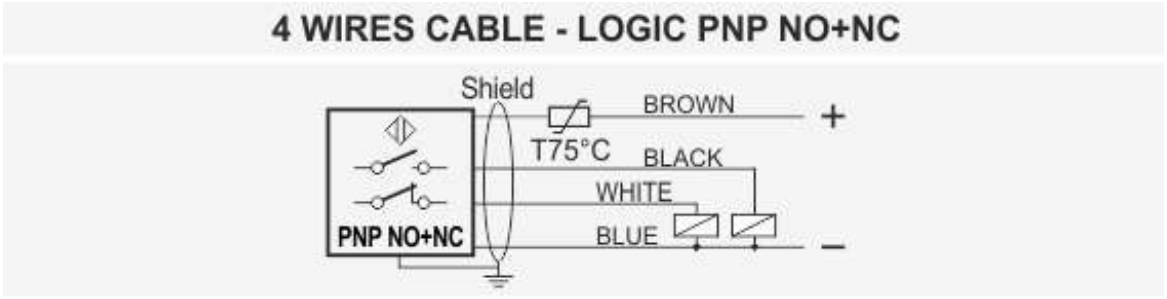 4 WIRES CABLE - LOGIC PNP NO+NC
Shield
BROWN
+
T75°C
BLACK
WHITE
PNP NO+NC
BLUE
−